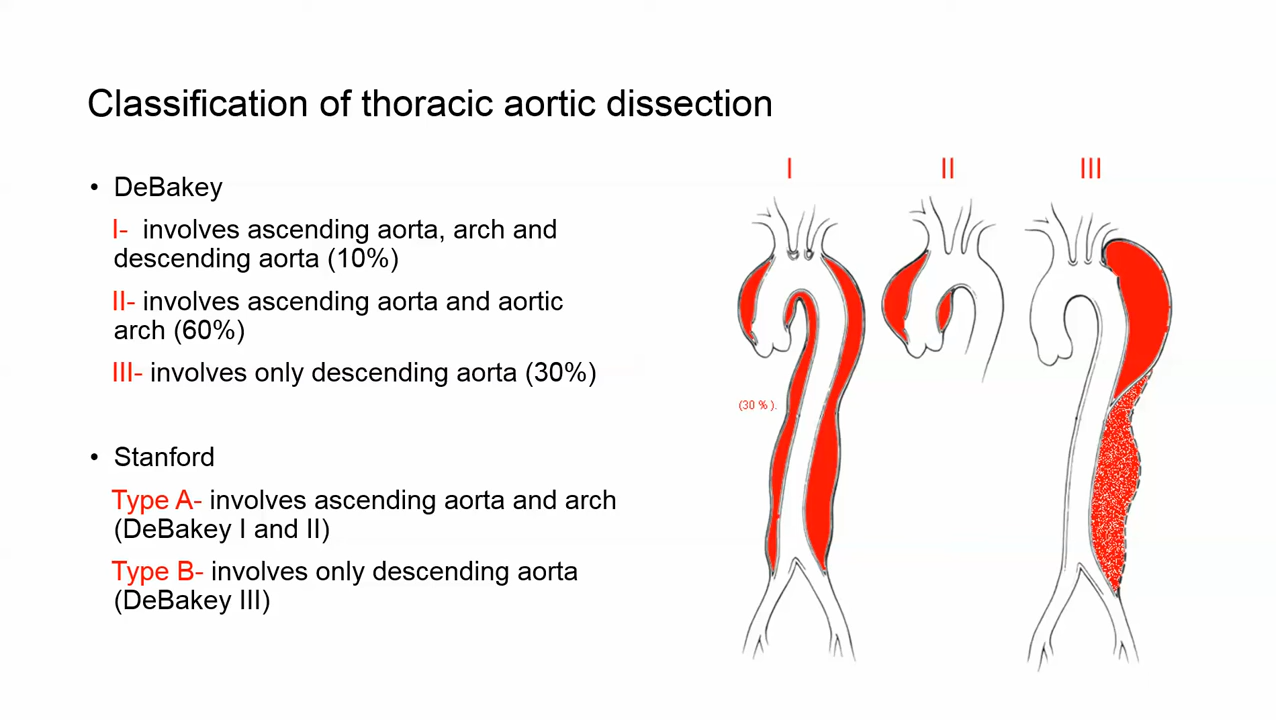 Classification of thoracic aortic dissection
• DeBakey
I- involves ascending aorta, arch and
descending aorta (10%)
II- involves ascending aorta and aortic
arch (60%)
III- involves only descending aorta (30%)
• Stanford
Type A- involves ascending aorta and arch
(DeBakey I and II)
Type B- involves only descending aorta
(DeBakey III)
I
II
III
(30 % ).